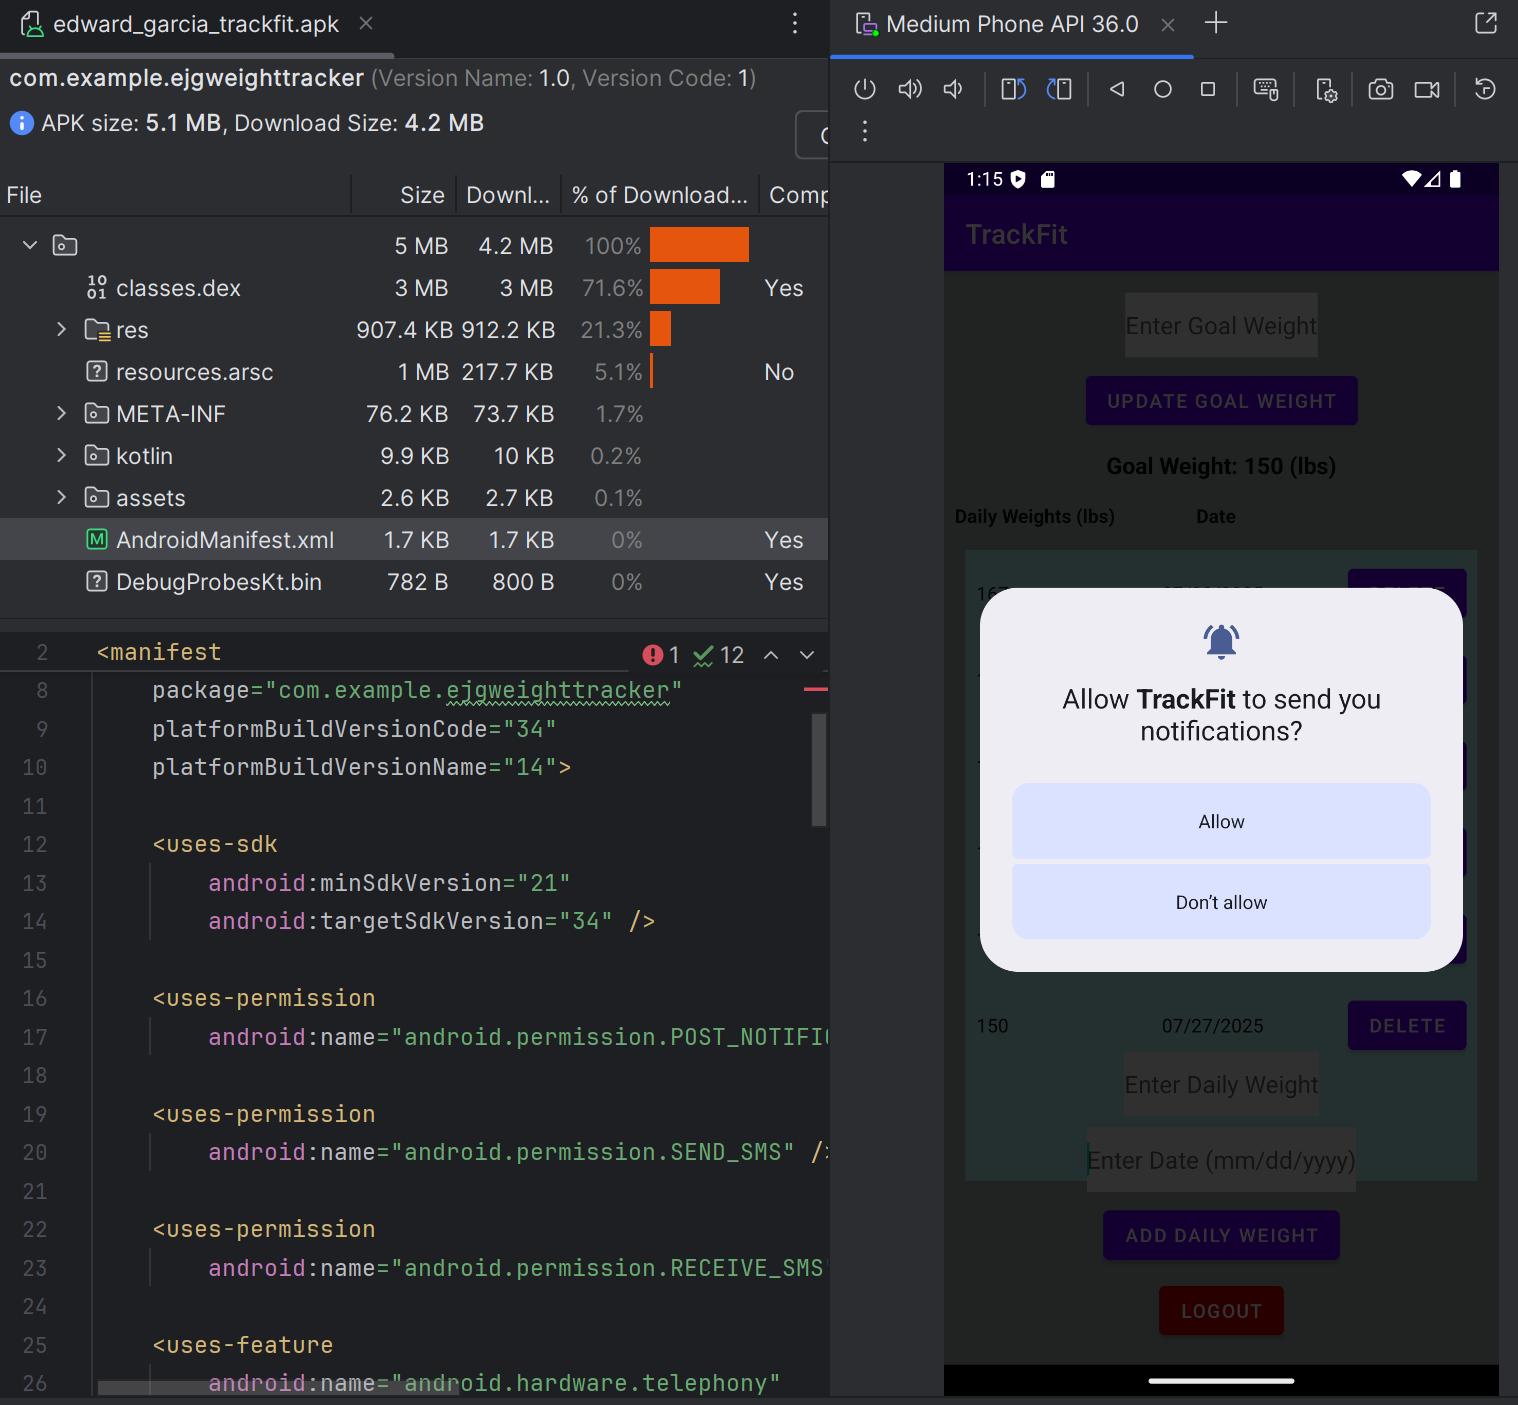 edward_garcia_trackfit.apk
com.example.ejgweighttracker (Version Name: 1.0, Version Code: 1)
APK size: 5.1 MB, Download Size: 4.2 MB
File Size Downl... % of Download... Comp
5 MB 4.2 MB 100%
classes.dex 3 MB 3 MB 71.6% Yes
res 907.4 KB 912.2 KB 21.3%
resources.arsc 1 MB 217.7 KB 5.1% No
META-INF 76.2 KB 73.7 KB 1.7%
kotlin 9.9 KB 10 KB 0.2%
assets 2.6 KB 2.7 KB 0.1%
AndroidManifest.xml 1.7 KB 1.7 KB 0% Yes
DebugProbesKt.bin 782 B 800 B 0% Yes
1 12
2 <manifest
8 package="com.example.ejgweighttracker"
9 platformBuildVersionCode="34"
10 platformBuildVersionName="14">
11
12 <uses-sdk
13 android:minSdkVersion="21"
14 android:targetSdkVersion="34" />
15
16 <uses-permission
17 android:name="android.permission.POST_NOTIFI
18
19 <uses-permission
20 android:name="android.permission.SEND_SMS" /
21
22 <uses-permission
23 android:name="android.permission.RECEIVE_SMS
24
25 <uses-feature
26 android:name="android.hardware.telephony"
Medium Phone API 36.0
1:15
TrackFit
Enter Goal Weight
UPDATE GOAL WEIGHT
Goal Weight: 150 (lbs)
Daily Weights (lbs) Date
Allow TrackFit to send you
notifications?
Allow
Don't allow
150 07/27/2025 DELETE
Enter Daily Weight
Enter Date (mm/dd/yyyy)
ADD DAILY WEIGHT
LOGOUT